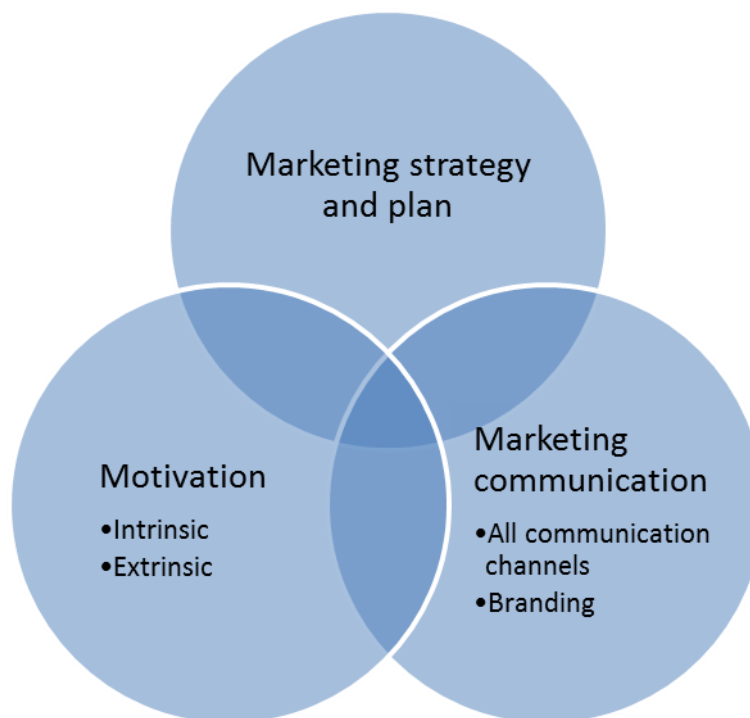 Marketing strategy
and plan
Motivation
•Intrinsic
•Extrinsic
Marketing
communication
•All communication
channels
•Branding